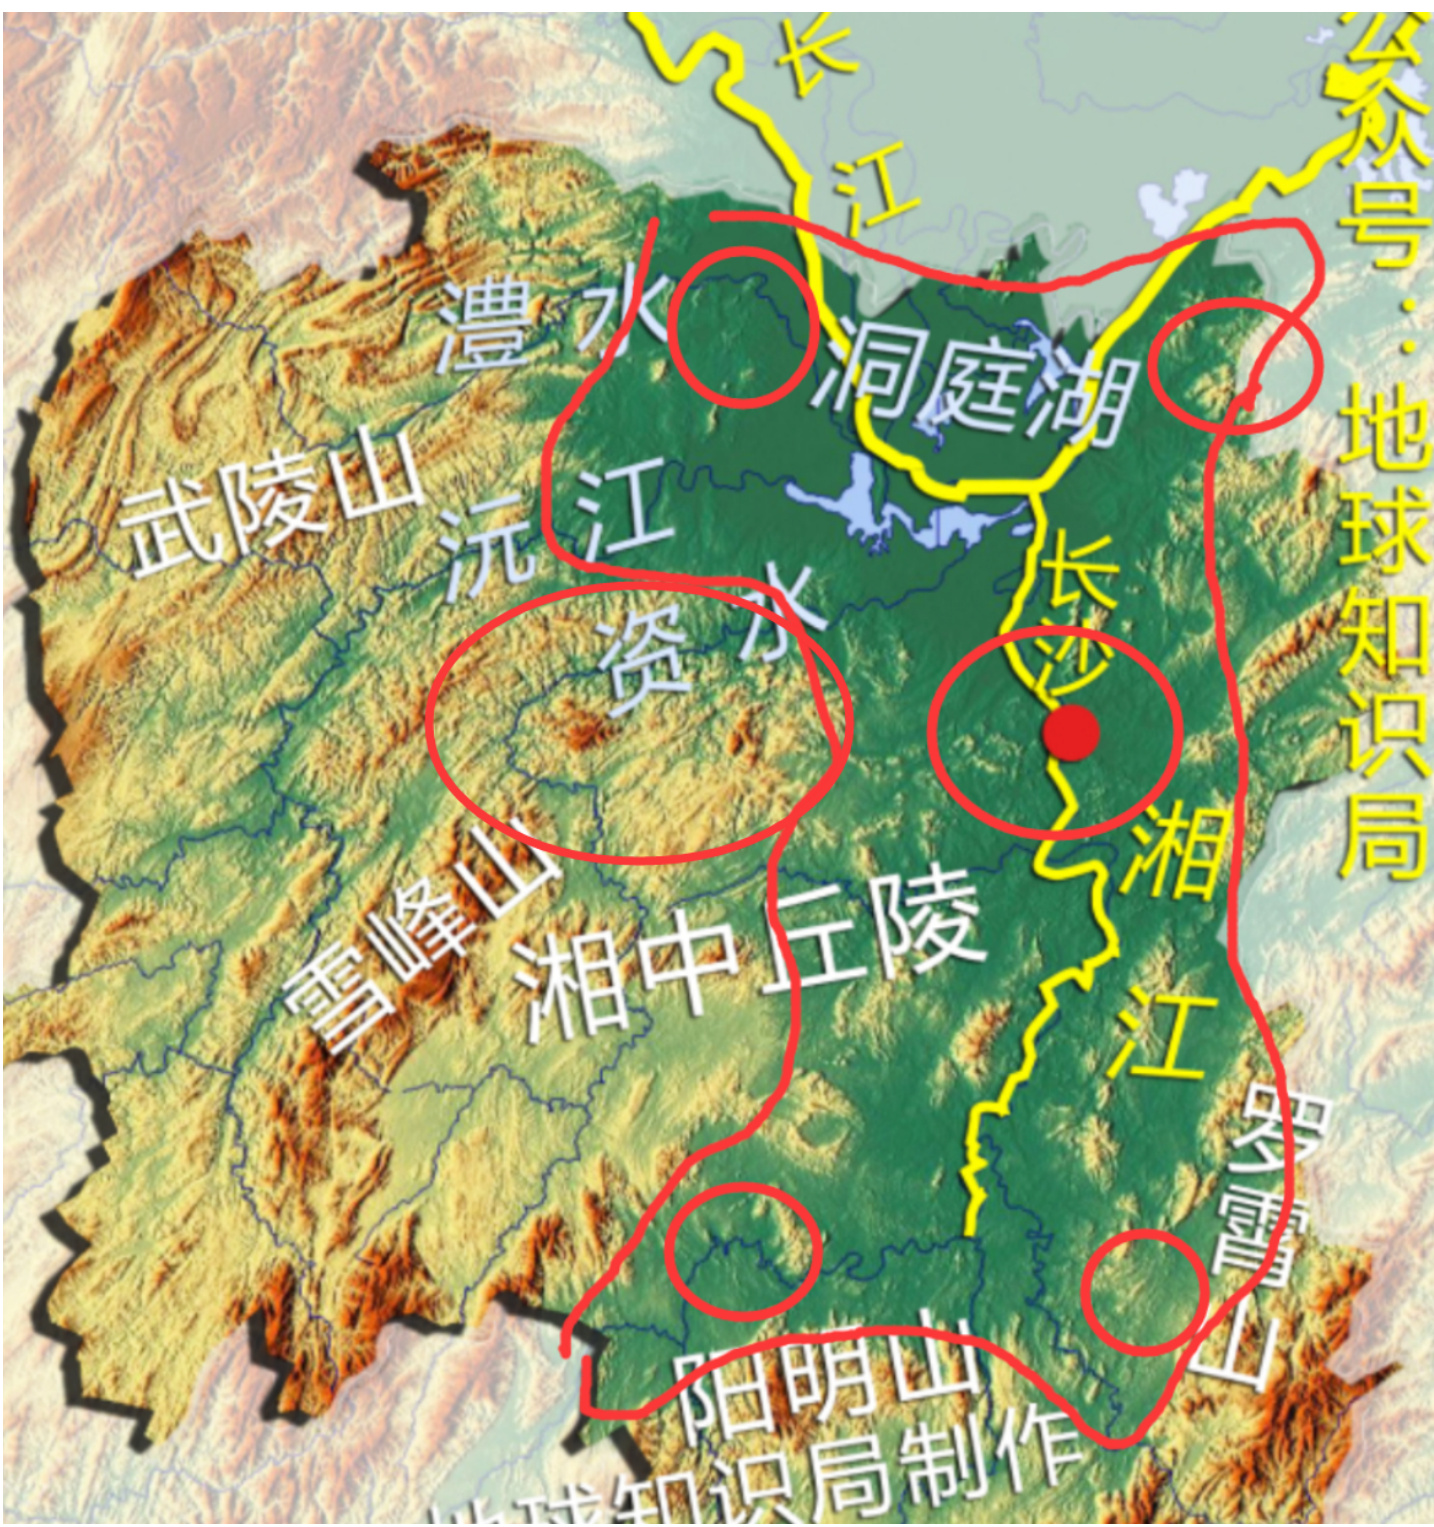 长江
公众号：地球知识局
澧水
洞庭湖
武陵山
沅江
资水
长沙
湘江
雪峰山
湘中丘陵
罗霄山
阳明山
地球知识局制作